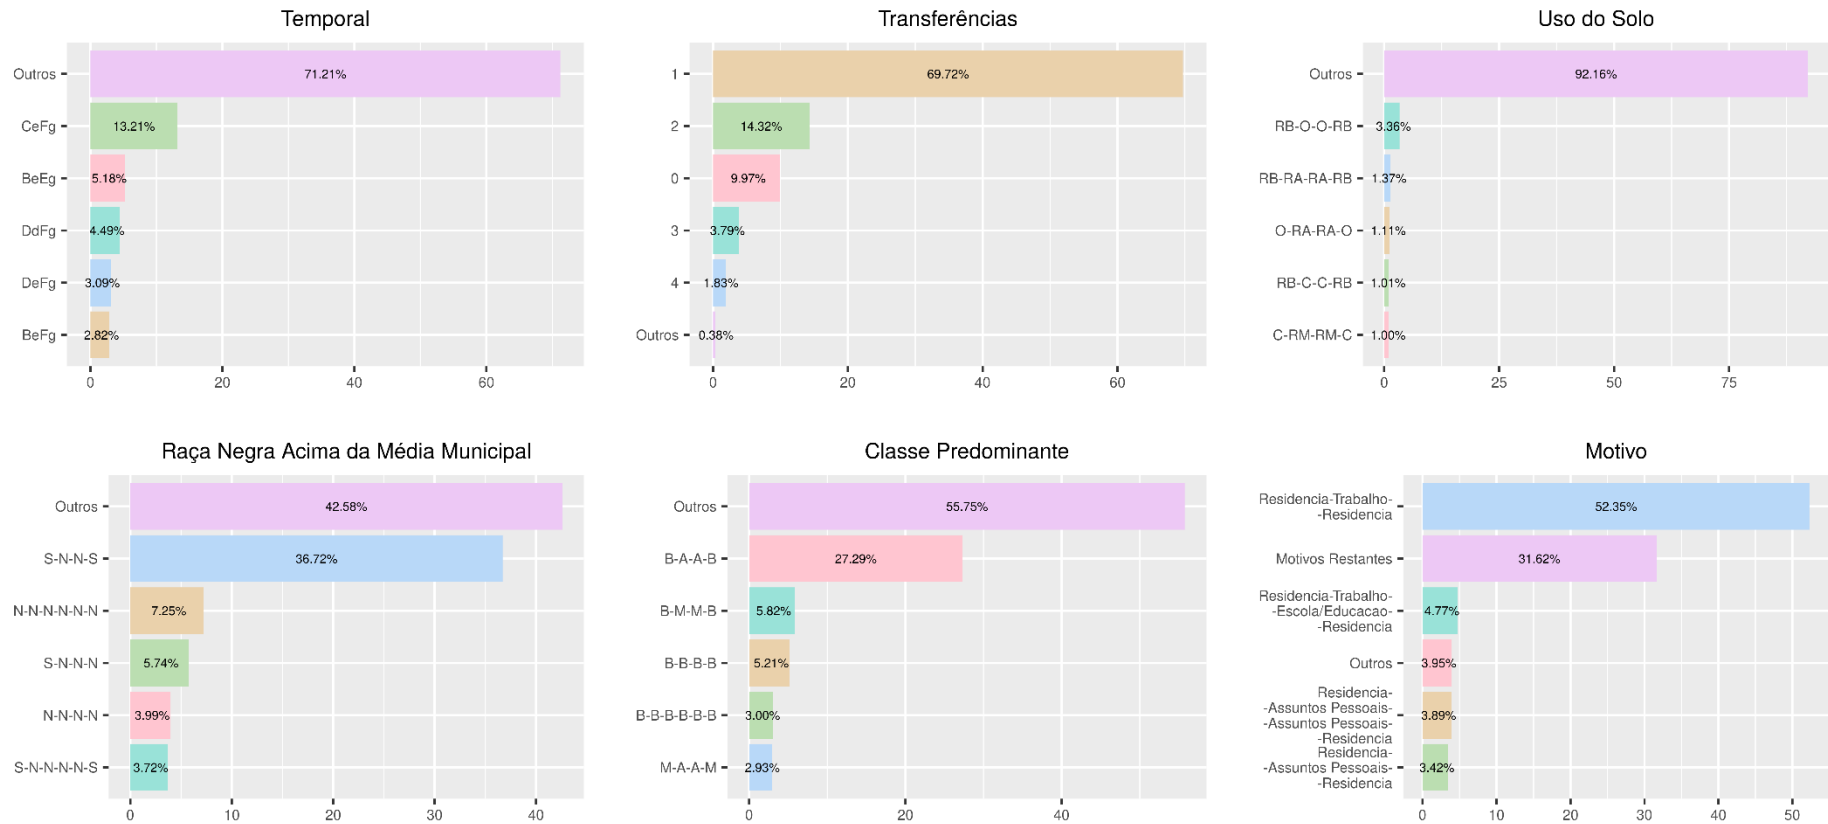 Temporal
Outros
71.21%
CeFg
13.21%
BeEg
5.18%
DdFg
4.49%
DeFg
3.09%
BeFg
2.82%
0 20 40 60
Transferências
1
69.72%
2
14.32%
0
9.97%
3
3.79%
4
1.83%
Outros
0.38%
0 20 40 60
Uso do Solo
Outros
92.16%
RB-O-O-RB
3.36%
RB-RA-RA-RB
1.37%
O-RA-RA-O
1.11%
RB-C-C-RB
1.01%
C-RM-RM-C
1.00%
0 25 50 75
Raça Negra Acima da Média Municipal
Outros
42.58%
S-N-N-S
36.72%
N-N-N-N-N-N
7.25%
S-N-N-N
5.74%
N-N-N-N
3.99%
S-N-N-N-N-S
3.72%
0 10 20 30 40
Classe Predominante
Outros
55.75%
B-A-A-B
27.29%
B-M-M-B
5.82%
B-B-B-B
5.21%
B-B-B-B-B-B
3.00%
M-A-A-M
2.93%
0 20 40
Motivo
Residencia-Trabalho-
-Residencia
52.35%
Motivos Restantes
31.62%
Residencia-Trabalho-
-Escola/Educacao-
-Residencia
4.77%
Outros
3.95%
Residencia-
-Assuntos Pessoais-
-Assuntos Pessoais-
-Residencia
3.89%
Residencia-
-Assuntos Pessoais-
-Residencia
3.42%
0 10 20 30 40 50